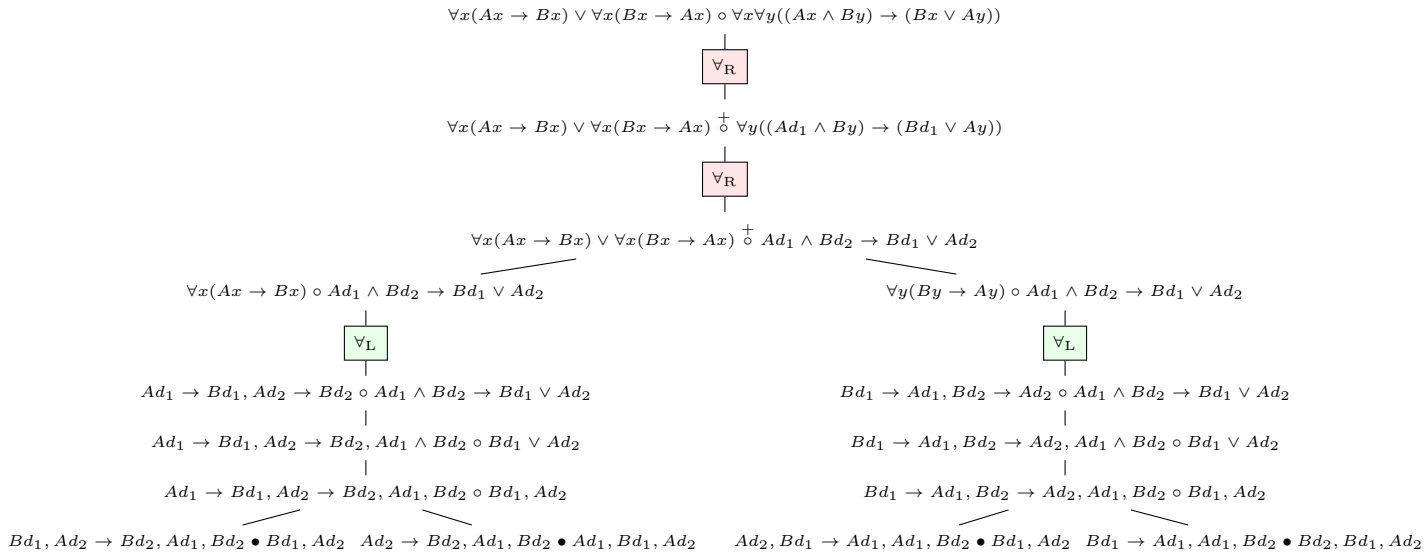 ∀x(Ax → Bx) ∨ ∀x(Bx → Ax) ∘ ∀x∀y((Ax ∧ By) → (Bx ∨ Ay))
∀R
∀x(Ax → Bx) ∨ ∀x(Bx → Ax) ∘⁺ ∀y((Ad₁ ∧ By) → (Bd₁ ∨ Ay))
∀R
∀x(Ax → Bx) ∨ ∀x(Bx → Ax) ∘⁺ Ad₁ ∧ Bd₂ → Bd₁ ∨ Ad₂
∀x(Ax → Bx) ∘ Ad₁ ∧ Bd₂ → Bd₁ ∨ Ad₂
∀y(By → Ay) ∘ Ad₁ ∧ Bd₂ → Bd₁ ∨ Ad₂
∀L
∀L
Ad₁ → Bd₁, Ad₂ → Bd₂ ∘ Ad₁ ∧ Bd₂ → Bd₁ ∨ Ad₂
Bd₁ → Ad₁, Bd₂ → Ad₂ ∘ Ad₁ ∧ Bd₂ → Bd₁ ∨ Ad₂
Ad₁ → Bd₁, Ad₂ → Bd₂, Ad₁ ∧ Bd₂ ∘ Bd₁ ∨ Ad₂
Bd₁ → Ad₁, Bd₂ → Ad₂, Ad₁ ∧ Bd₂ ∘ Bd₁ ∨ Ad₂
Ad₁ → Bd₁, Ad₂ → Bd₂, Ad₁, Bd₂ ∘ Bd₁, Ad₂
Bd₁ → Ad₁, Bd₂ → Ad₂, Ad₁, Bd₂ ∘ Bd₁, Ad₂
Bd₁, Ad₂ → Bd₂, Ad₁, Bd₂ • Bd₁, Ad₂
Ad₂ → Bd₂, Ad₁, Bd₂ • Ad₁, Bd₁, Ad₂
Ad₂, Bd₁ → Ad₁, Ad₁, Bd₂ • Bd₁, Ad₂
Bd₁ → Ad₁, Ad₁, Bd₂ • Bd₂, Bd₁, Ad₂